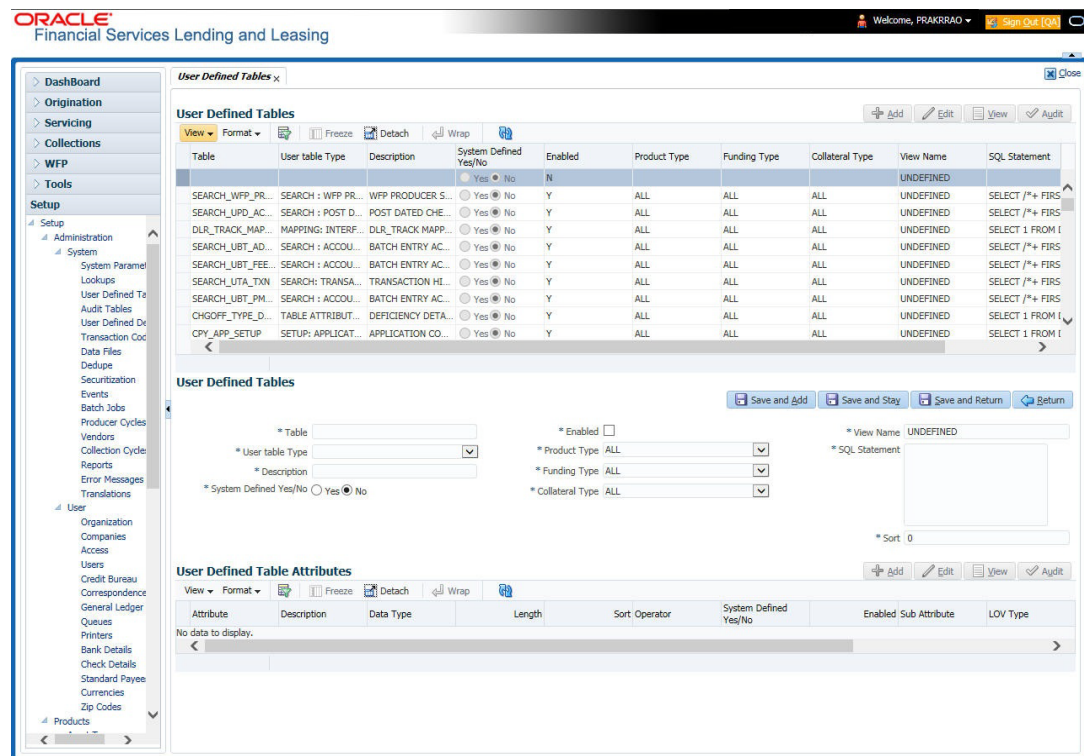 ORACLE
Financial Services Lending and Leasing
Welcome, PRAKRRAO
Sign Out [QA]
DashBoard
Origination
Servicing
Collections
WFP
Tools
Setup
Setup
Administration
System
System Paramet
Lookups
User Defined Ta
Audit Tables
User Defined De
Transaction Cod
Data Files
Dedupe
Securitization
Events
Batch Jobs
Producer Cycles
Vendors
Collection Cycle
Reports
Error Messages
Translations
User
Organization
Companies
Access
Users
Credit Bureau
Correspondence
General Ledger
Queues
Printers
Bank Details
Check Details
Standard Payee
Currencies
Zip Codes
Products
User Defined Tables
Close
User Defined Tables
Add Edit View Audit
View Format Freeze Detach Wrap
Table User table Type Description System Defined Yes/No Enabled Product Type Funding Type Collateral Type View Name SQL Statement
Yes No N UNDEFINED
SEARCH_WFP_PR... SEARCH : WFP PR... WFP PRODUCER S... Yes No Y ALL ALL ALL UNDEFINED SELECT /*+ FIRS
SEARCH_UPD_AC... SEARCH : POST D... POST DATED CHE... Yes No Y ALL ALL ALL UNDEFINED SELECT /*+ FIRS
DLR_TRACK_MAP... MAPPING: INTERF... DLR_TRACK MAPP... Yes No Y ALL ALL ALL UNDEFINED SELECT 1 FROM D
SEARCH_UBT_AD... SEARCH : ACCOU... BATCH ENTRY AC... Yes No Y ALL ALL ALL UNDEFINED SELECT /*+ FIRS
SEARCH_UBT_FEE... SEARCH : ACCOU... BATCH ENTRY AC... Yes No Y ALL ALL ALL UNDEFINED SELECT /*+ FIRS
SEARCH_UTA_TXN SEARCH: TRANSA... TRANSACTION HI... Yes No Y ALL ALL ALL UNDEFINED SELECT /*+ FIRS
SEARCH_UBT_PM... SEARCH : ACCOU... BATCH ENTRY AC... Yes No Y ALL ALL ALL UNDEFINED SELECT /*+ FIRS
CHGOFF_TYPE_D... TABLE ATTRIBUT... DEFICIENCY DETA... Yes No Y ALL ALL ALL UNDEFINED SELECT 1 FROM D
CPY_APP_SETUP SETUP: APPLICAT... APPLICATION CO... Yes No Y ALL ALL ALL UNDEFINED SELECT 1 FROM D
User Defined Tables
Save and Add Save and Stay Save and Return Return
* Table
* User table Type
* Description
* System Defined Yes/No Yes No
* Enabled
* Product Type ALL
* Funding Type ALL
* Collateral Type ALL
* View Name UNDEFINED
* SQL Statement
* Sort 0
User Defined Table Attributes
Add Edit View Audit
View Format Freeze Detach Wrap
Attribute Description Data Type Length Sort Operator System Defined Yes/No Enabled Sub Attribute LOV Type
No data to display.